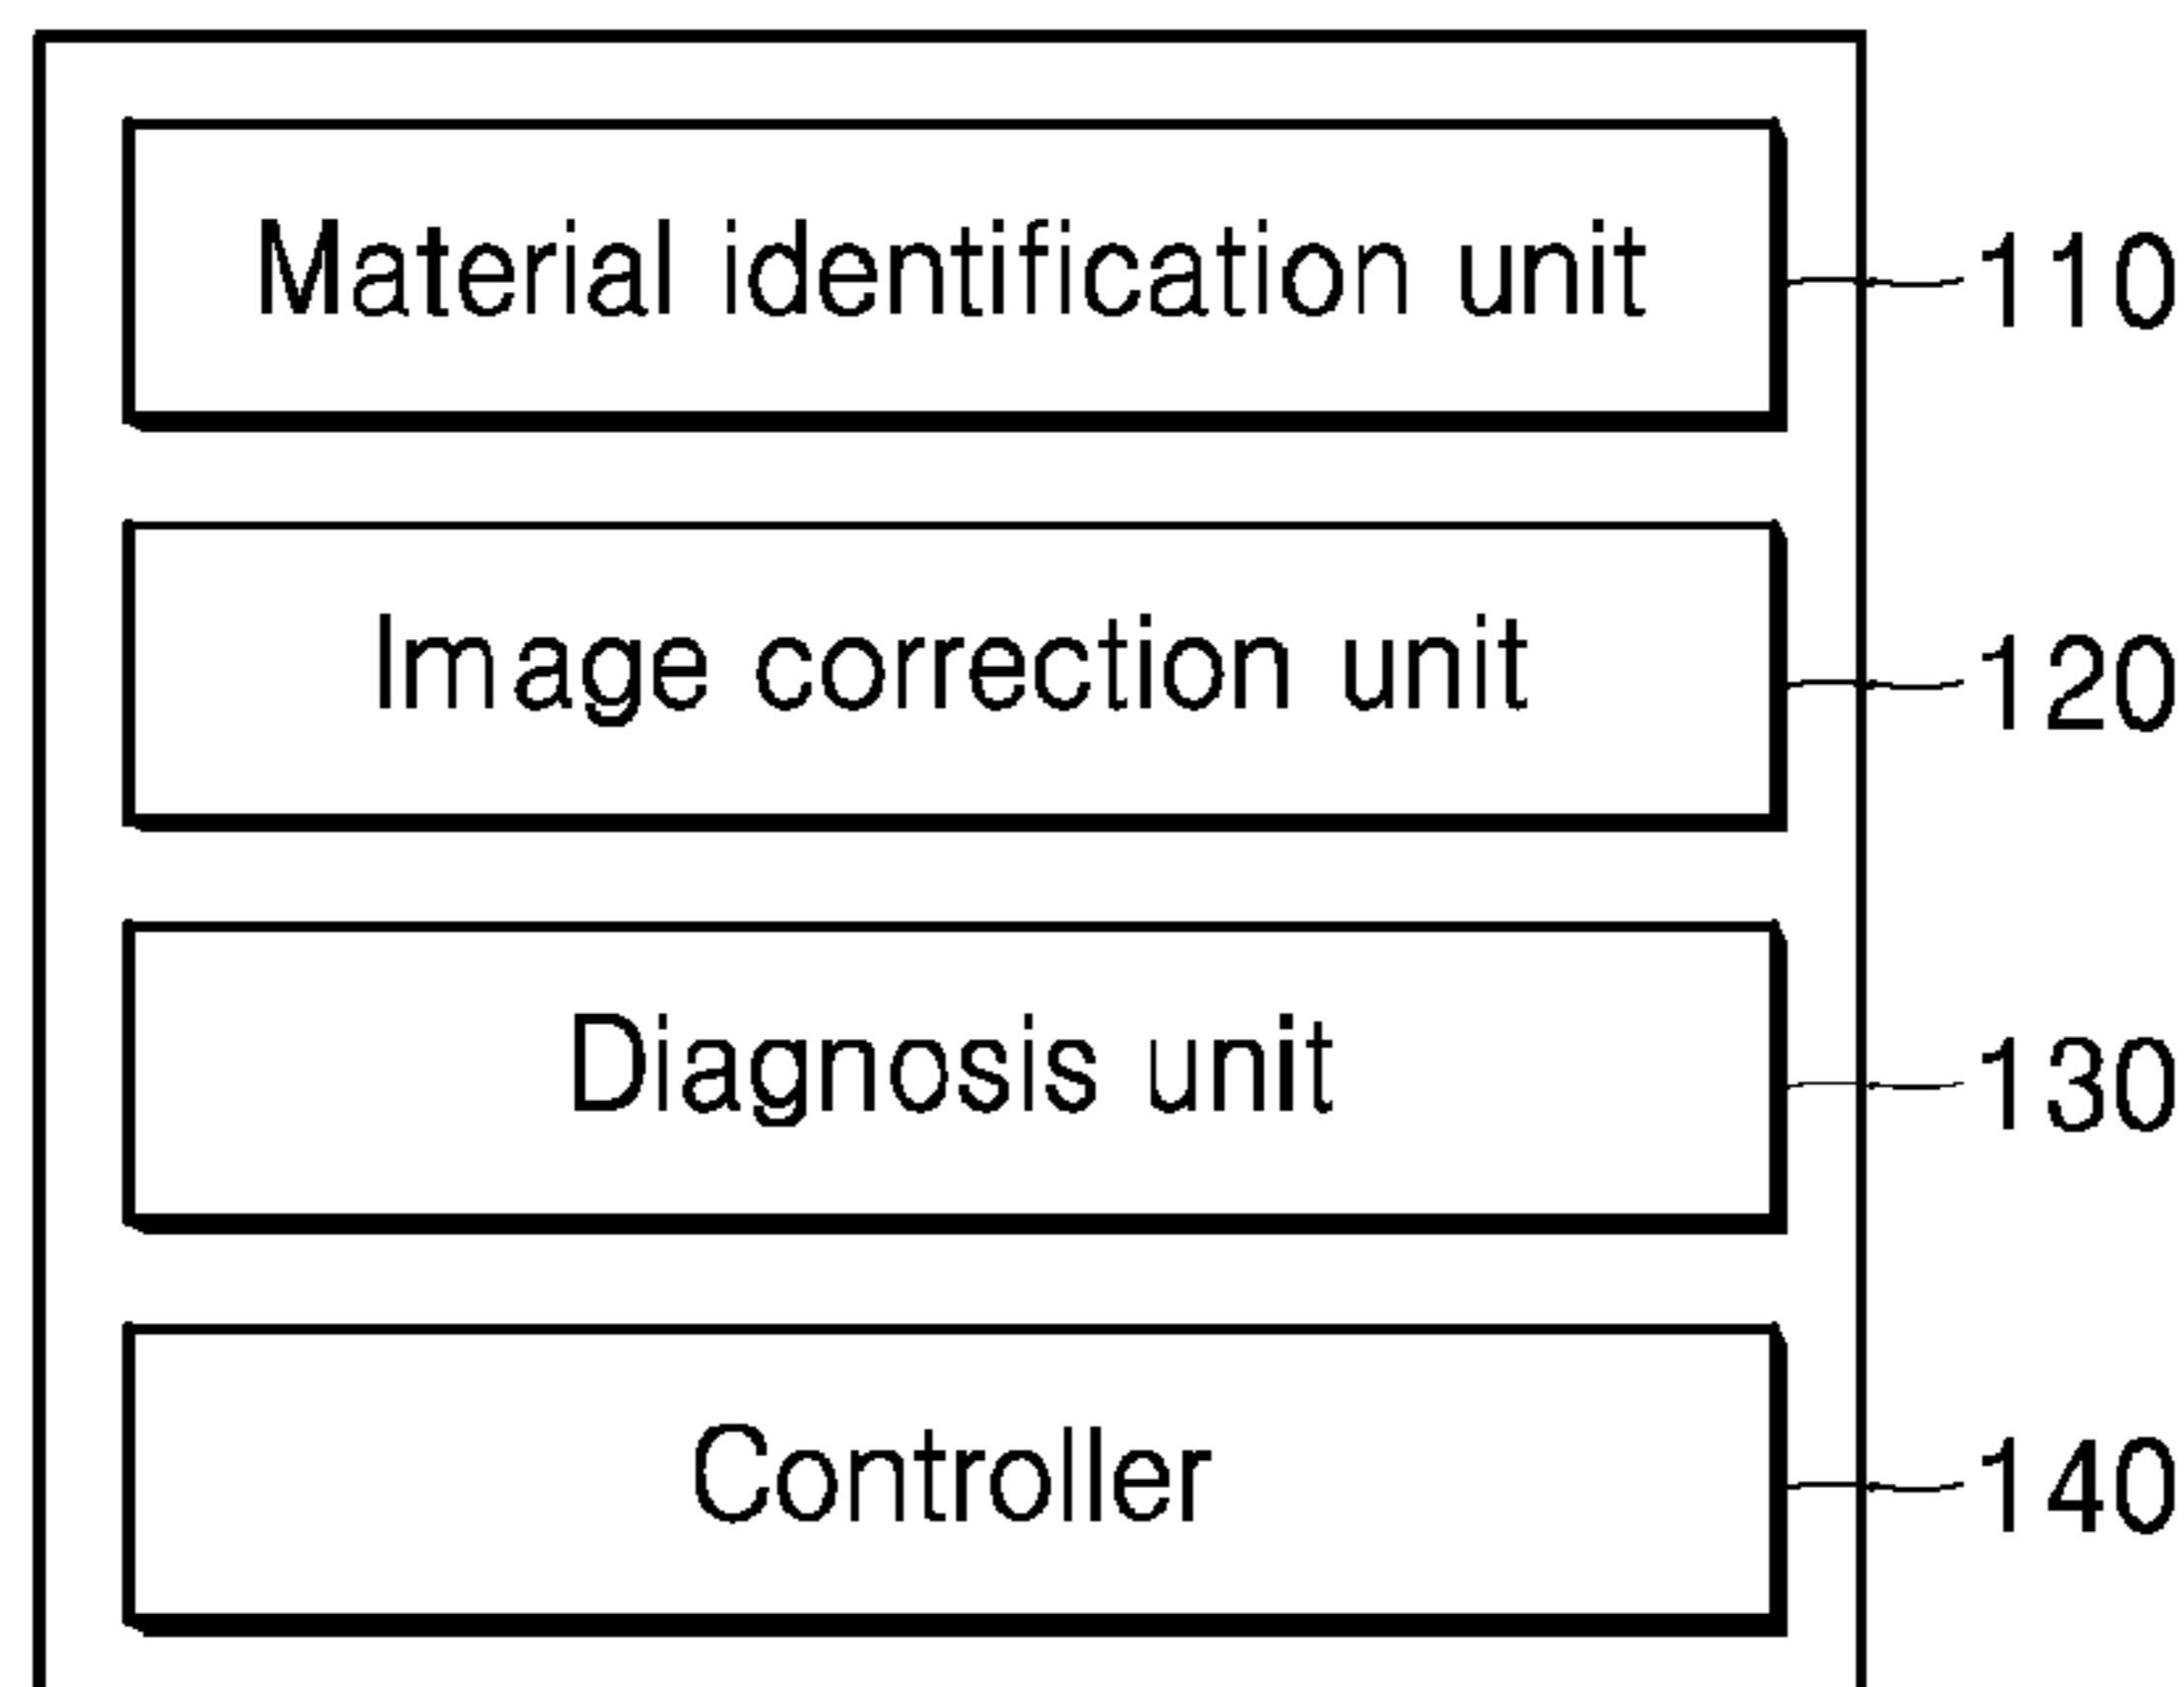 Material identification unit 110
Image correction unit 120
Diagnosis unit 130
Controller 140